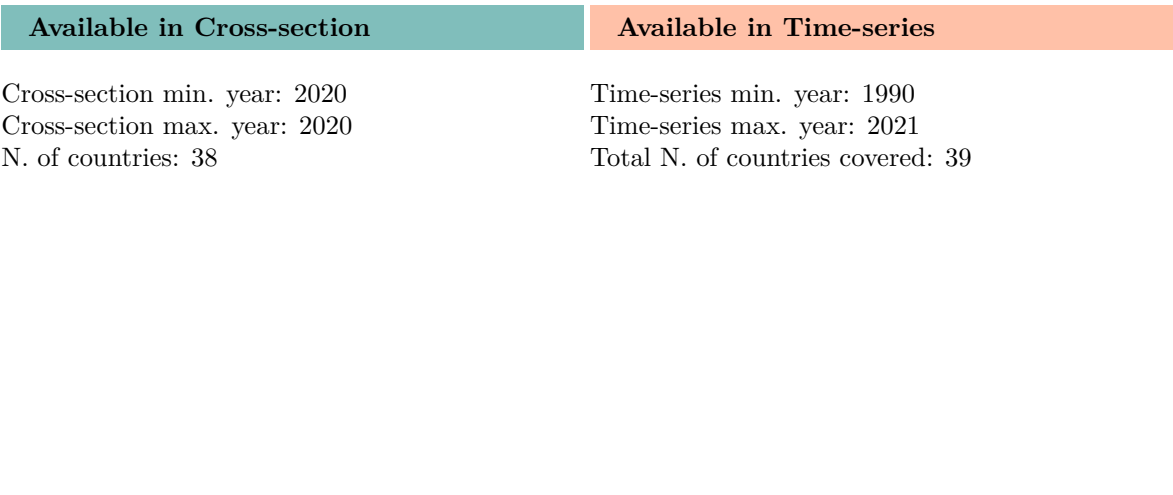 Available in Cross-section
Cross-section min. year: 2020
Cross-section max. year: 2020
N. of countries: 38
Available in Time-series
Time-series min. year: 1990
Time-series max. year: 2021
Total N. of countries covered: 39